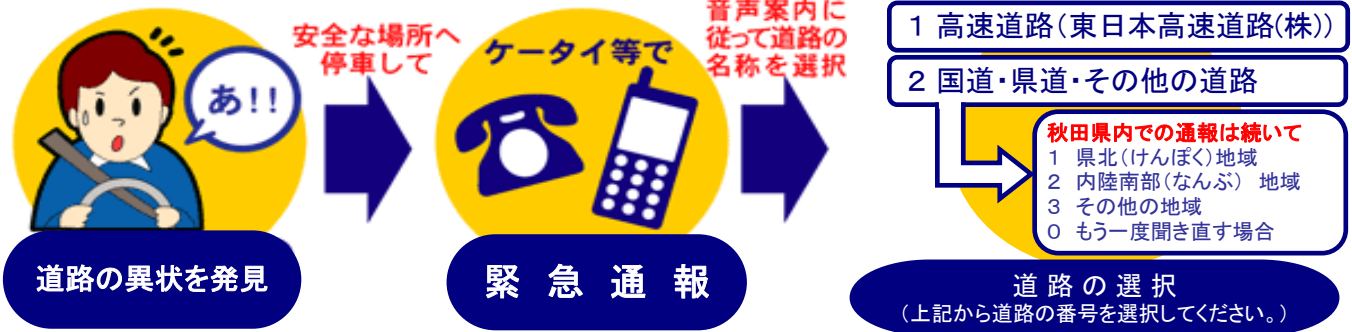 あ!!
道路の異状を発見
安全な場所へ
停車して
ケータイ等で
緊急通報
音声案内に
従って道路の
名称を選択
1 高速道路(東日本高速道路(株))
2 国道・県道・その他の道路
秋田県内での通報は続いて
1 県北(けんぽく)地域
2 内陸南部(なんぶ) 地域
3 その他の地域
0 もう一度聞き直す場合
道路の選択
(上記から道路の番号を選択してください。)